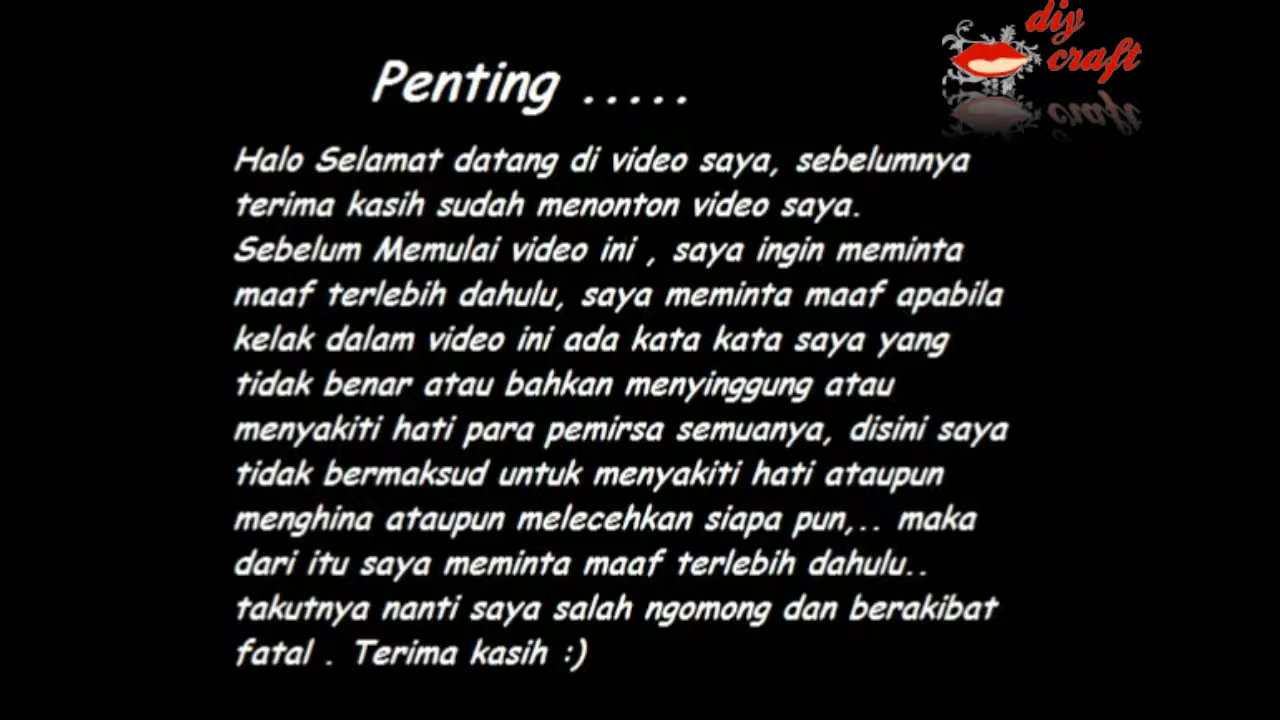 diy
craft
Penting .....
Halo Selamat datang di video saya, sebelumnya
terima kasih sudah menonton video saya.
Sebelum Memulai video ini , saya ingin meminta
maaf terlebih dahulu, saya meminta maaf apabila
kelak dalam video ini ada kata kata saya yang
tidak benar atau bahkan menyinggung atau
menyakiti hati para pemirsa semuanya, disini saya
tidak bermaksud untuk menyakiti hati ataupun
menghina ataupun melecehkan siapa pun,.. maka
dari itu saya meminta maaf terlebih dahulu..
takutnya nanti saya salah ngomong dan berakibat
fatal . Terima kasih :)